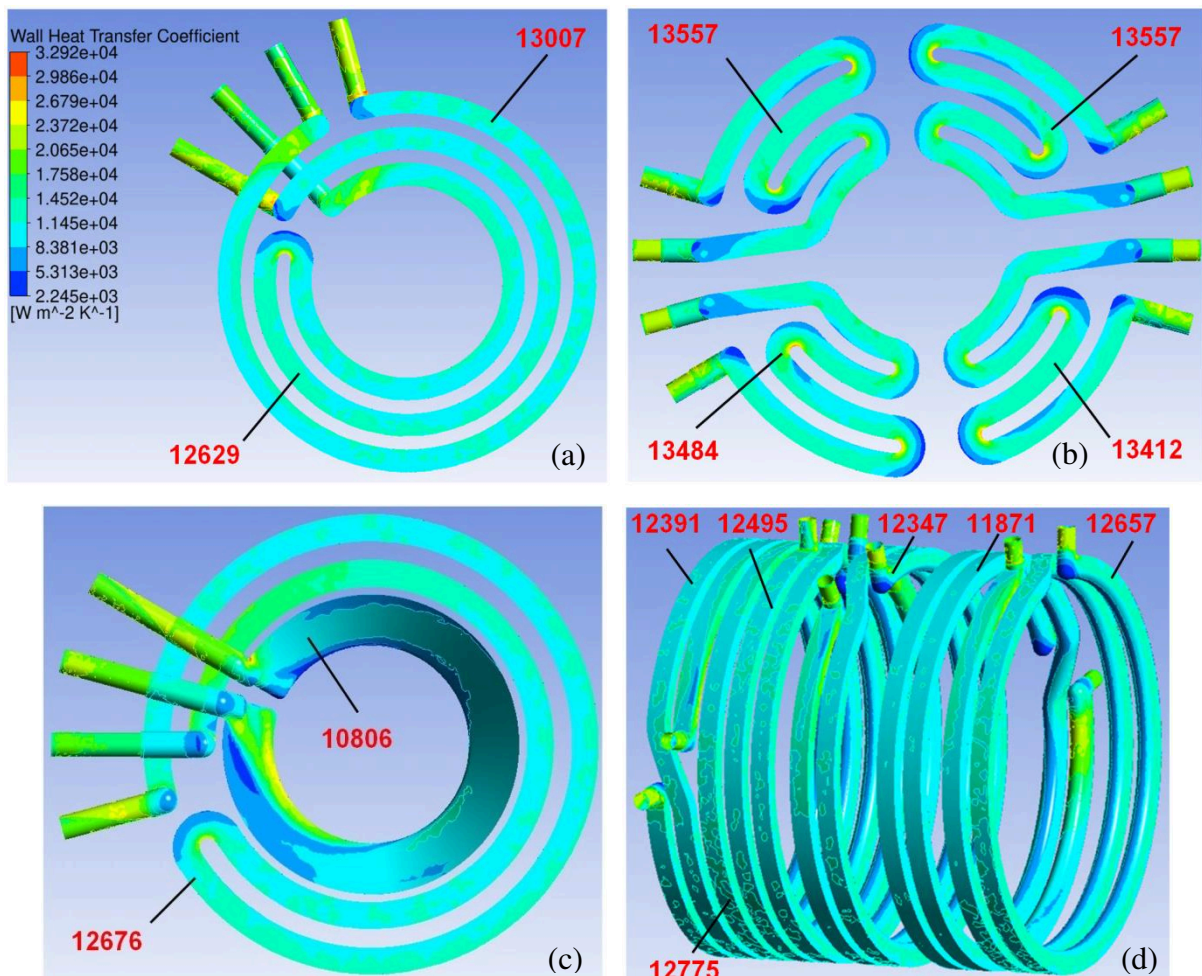 Wall Heat Transfer Coefficient
3.292e+04
2.986e+04
2.679e+04
2.372e+04
2.065e+04
1.758e+04
1.452e+04
1.145e+04
8.381e+03
5.313e+03
2.245e+03
[W m^-2 K^-1]
13007
12629
(a)
13557
13557
13484
13412
(b)
10806
12676
(c)
12391
12495
12347
11871
12657
12775
(d)